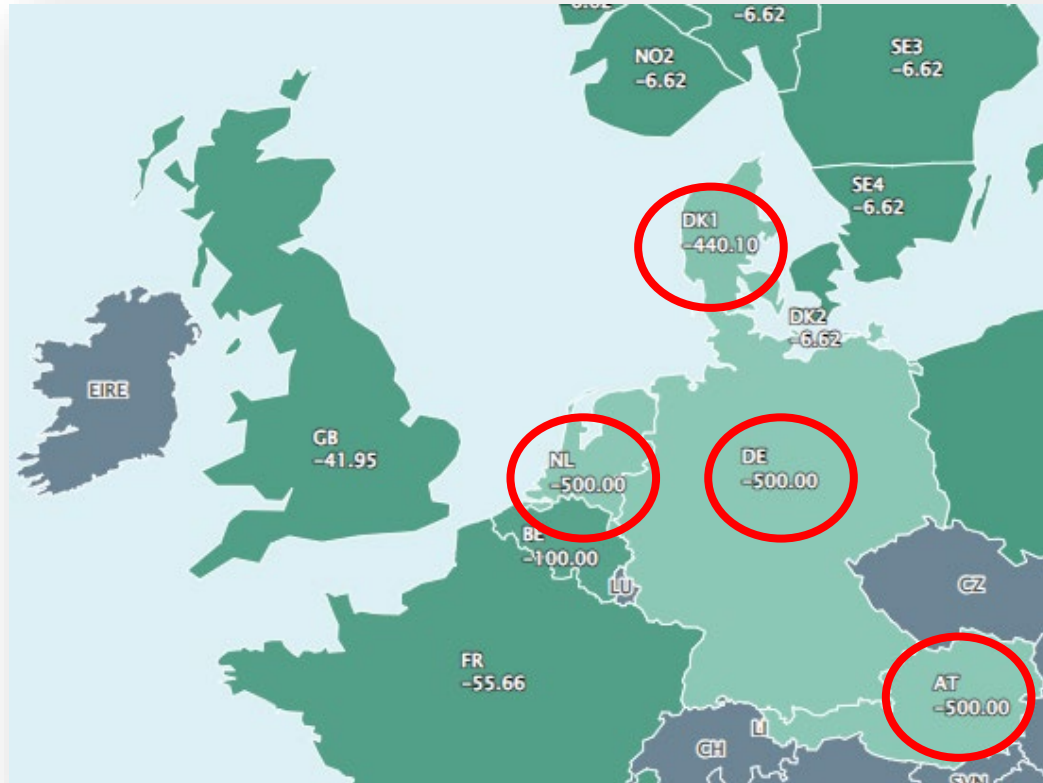 -6.62
NO2
-6.62
SE3
-6.62
SE4
-6.62
DK1
-440.10
DK2
-6.62
EIRE
GB
-41.95
NL
-500.00
DE
-500.00
BE
-100.00
LU
CZ
FR
-55.66
AT
-500.00
LI
CH